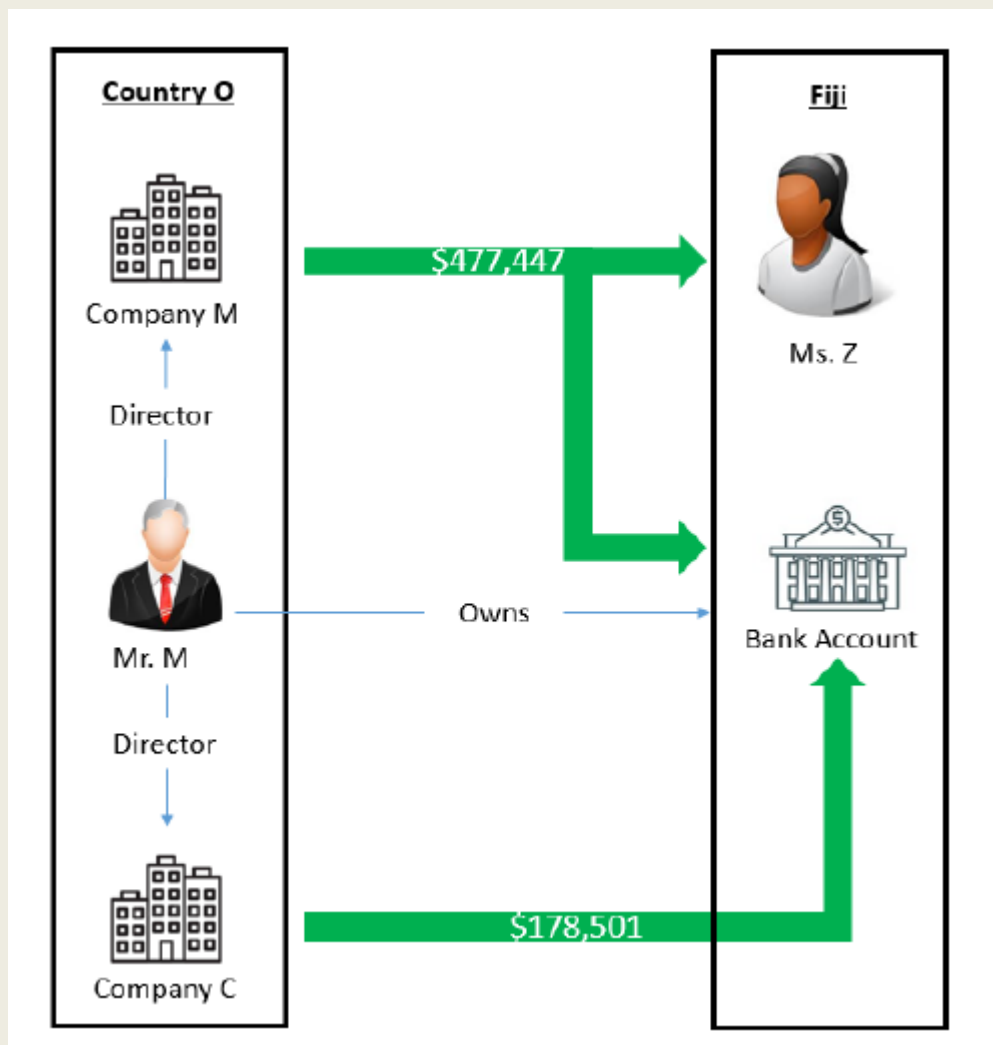 Country O
Fiji
$477,447
Company M
Ms. Z
Director
$
Owns
Bank Account
Mr. M
Director
$178,501
Company C